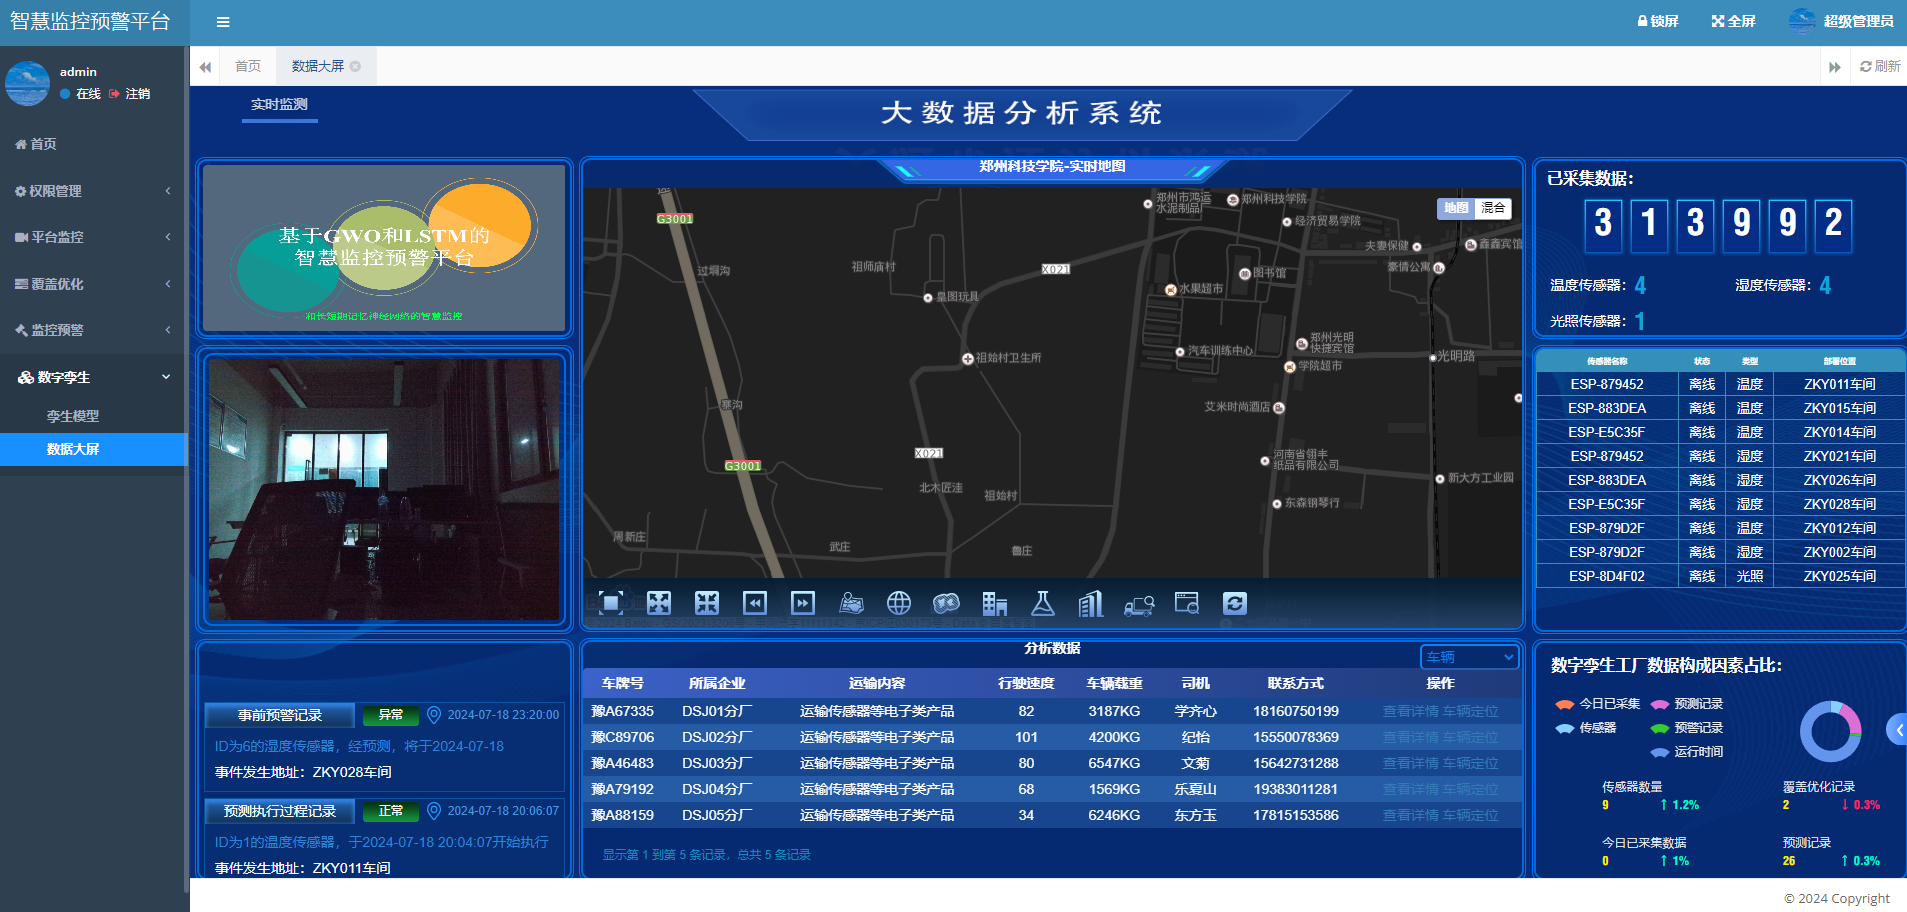 智慧监控预警平台
锁屏
全屏
超级管理员
admin
在线 注销
首页
数据大屏
刷新
首页
权限管理
平台监控
覆盖优化
监控预警
数字孪生
孪生模型
数据大屏
实时监测
大数据分析系统
基于GWO和LSTM的
智慧监控预警平台
和长短期记忆神经网络的智慧监控
郑州科技学院-实时地图
地图 混合
G3001
郑州市鸿运
水泥制品
郑州科技学院
经济贸易学院
夫妻保健
鑫鑫宾馆
豪情公寓
过垌沟
祖师庙村
X021
图书馆
水果超市
皇图玩具
郑州光明
快捷宾馆
汽车训练中心
光明路
祖始村卫生所
学院超市
寨沟
艾米时尚酒店
X021
G3001
河南省翎丰
纸品有限公司
新大方工业园
北木匠洼
祖始村
东森钢琴行
周新庄
武庄
鲁庄
已采集数据：
3 1 3 9 9 2
温度传感器：4
湿度传感器：4
光照传感器：1
传感器名称 状态 类型 部署位置
ESP-879452 离线 温度 ZKY011车间
ESP-883DEA 离线 温度 ZKY015车间
ESP-E5C35F 离线 温度 ZKY014车间
ESP-879452 离线 湿度 ZKY021车间
ESP-883DEA 离线 湿度 ZKY026车间
ESP-E5C35F 离线 湿度 ZKY028车间
ESP-879D2F 离线 温度 ZKY012车间
ESP-879D2F 离线 湿度 ZKY002车间
ESP-8D4F02 离线 光照 ZKY025车间
事前预警记录 异常 2024-07-18 23:20:00
ID为6的湿度传感器，经预测，将于2024-07-18
事件发生地址：ZKY028车间
预测执行过程记录 正常 2024-07-18 20:06:07
ID为1的温度传感器，于2024-07-18 20:04:07开始执行
事件发生地址：ZKY011车间
分析数据
车辆
车牌号 所属企业 运输内容 行驶速度 车辆载重 司机 联系方式 操作
豫A67335 DSJ01分厂 运输传感器等电子类产品 82 3187KG 学齐心 18160750199 查看详情 车辆定位
豫C89706 DSJ02分厂 运输传感器等电子类产品 101 4200KG 纪怡 15550078369 查看详情 车辆定位
豫A46483 DSJ03分厂 运输传感器等电子类产品 80 6547KG 文菊 15642731288 查看详情 车辆定位
豫A79192 DSJ04分厂 运输传感器等电子类产品 68 1569KG 乐夏山 19383011281 查看详情 车辆定位
豫A88159 DSJ05分厂 运输传感器等电子类产品 34 6246KG 东方玉 17815153586 查看详情 车辆定位
显示第 1 到第 5 条记录，总共 5 条记录
数字孪生工厂数据构成因素占比：
今日已采集 预测记录
传感器 预警记录
运行时间
传感器数量
9 ↑ 1.2%
覆盖优化记录
2 ↓ 0.3%
今日已采集数据
0 ↑ 1%
预测记录
26 ↑ 0.3%
© 2024 Copyright